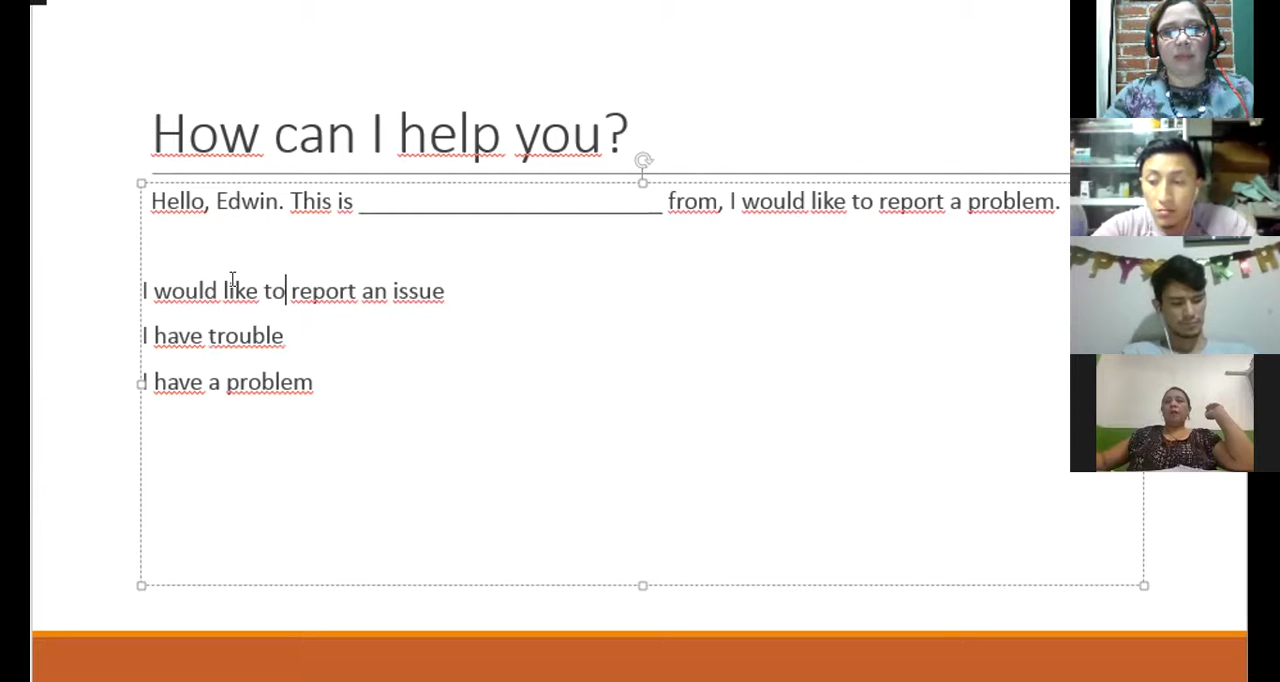 How can I help you?
Hello, Edwin. This is _________________________ from, I would like to report a problem.
I would like to report an issue
I have trouble
I have a problem